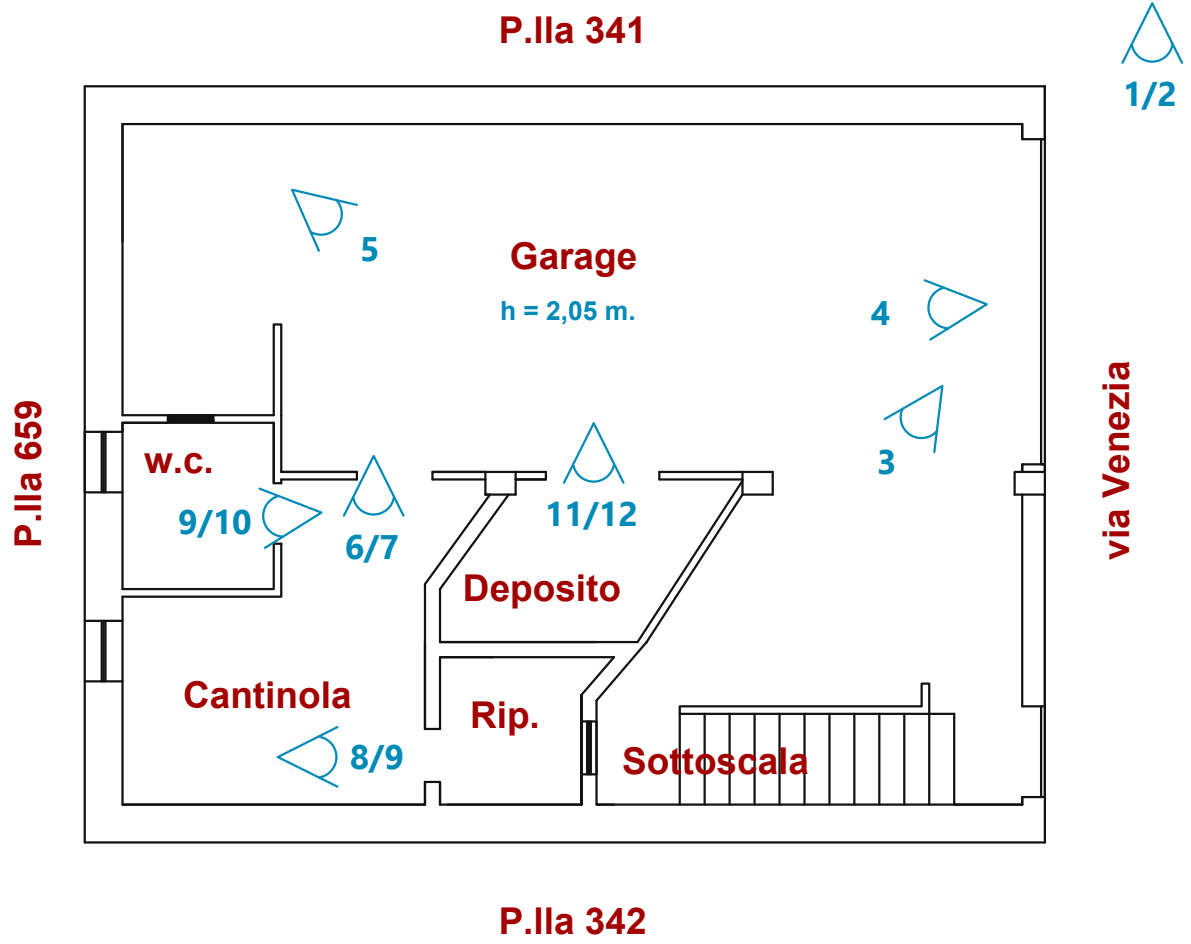 P.lla 341
1/2
5
Garage
h = 2,05 m.
4
3
via Venezia
P.lla 659
w.c.
9/10
6/7
11/12
Deposito
Cantinola
Rip.
8/9
Sottoscala
P.lla 342